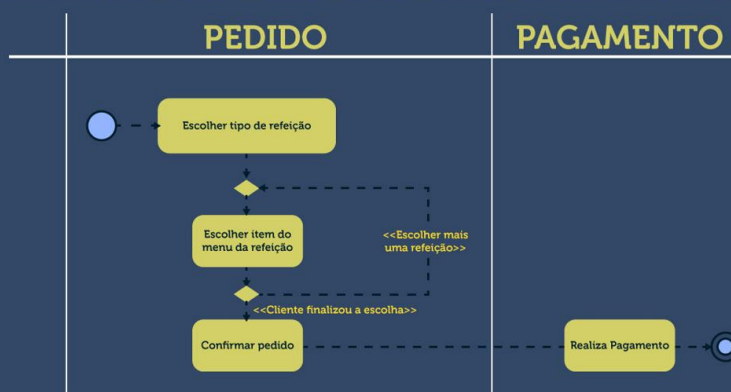 PEDIDO
PAGAMENTO
Escolher tipo de refeição
Escolher item do
menu da refeição
<<Escolher mais
uma refeição>>
<<Cliente finalizou a escolha>>
Confirmar pedido
Realiza Pagamento